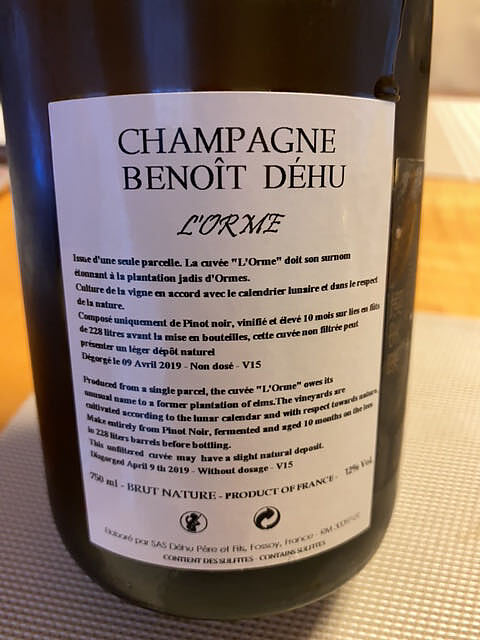 CHAMPAGNE
BENOÎT DÉHU
L'ORME
Issue d'une seule parcelle. La cuvée "L'Orme" doit son surnom
étonnant à la plantation jadis d'Ormes.
Culture de la vigne en accord avec le calendrier lunaire et dans le respect
de la nature.
Composé uniquement de Pinot noir, vinifié et élevé 10 mois sur lies en fûts
de 228 litres avant la mise en bouteilles, cette cuvée non filtrée peut
présenter un léger dépôt naturel
Dégorgé le 09 Avril 2019 - Non dosé - V15
Produced from a single parcel, the cuvée "L'Orme" owes its
unusual name to a former plantation of elms.The vineyards are
cultivated according to the lunar calendar and with respect towards nature.
Make entirely from Pinot Noir, fermented and aged 10 months on the lees
in 228 liters barrels before bottling.
This unfiltered cuvée may have a slight natural deposit.
Disgorged April 9 th 2019 - Without dosage - V15
750 ml - BRUT NATURE - PRODUCT OF FRANCE - 12% Vol.
Elaboré par SAS Déhu Père et Fils, Fossoy, France - RM
CONTIENT DES SULFITES - CONTAINS SULFITES